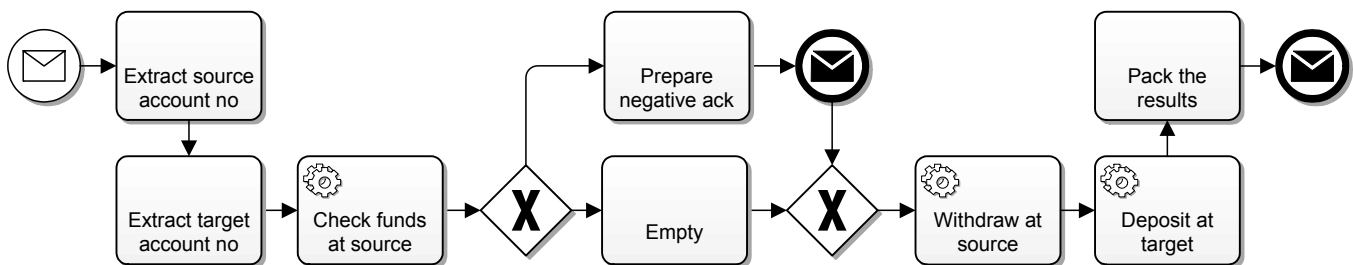 Extract source
account no
Prepare
negative ack
Pack the
results
Extract target
account no
Check funds
at source
Empty
Withdraw at
source
Deposit at
target